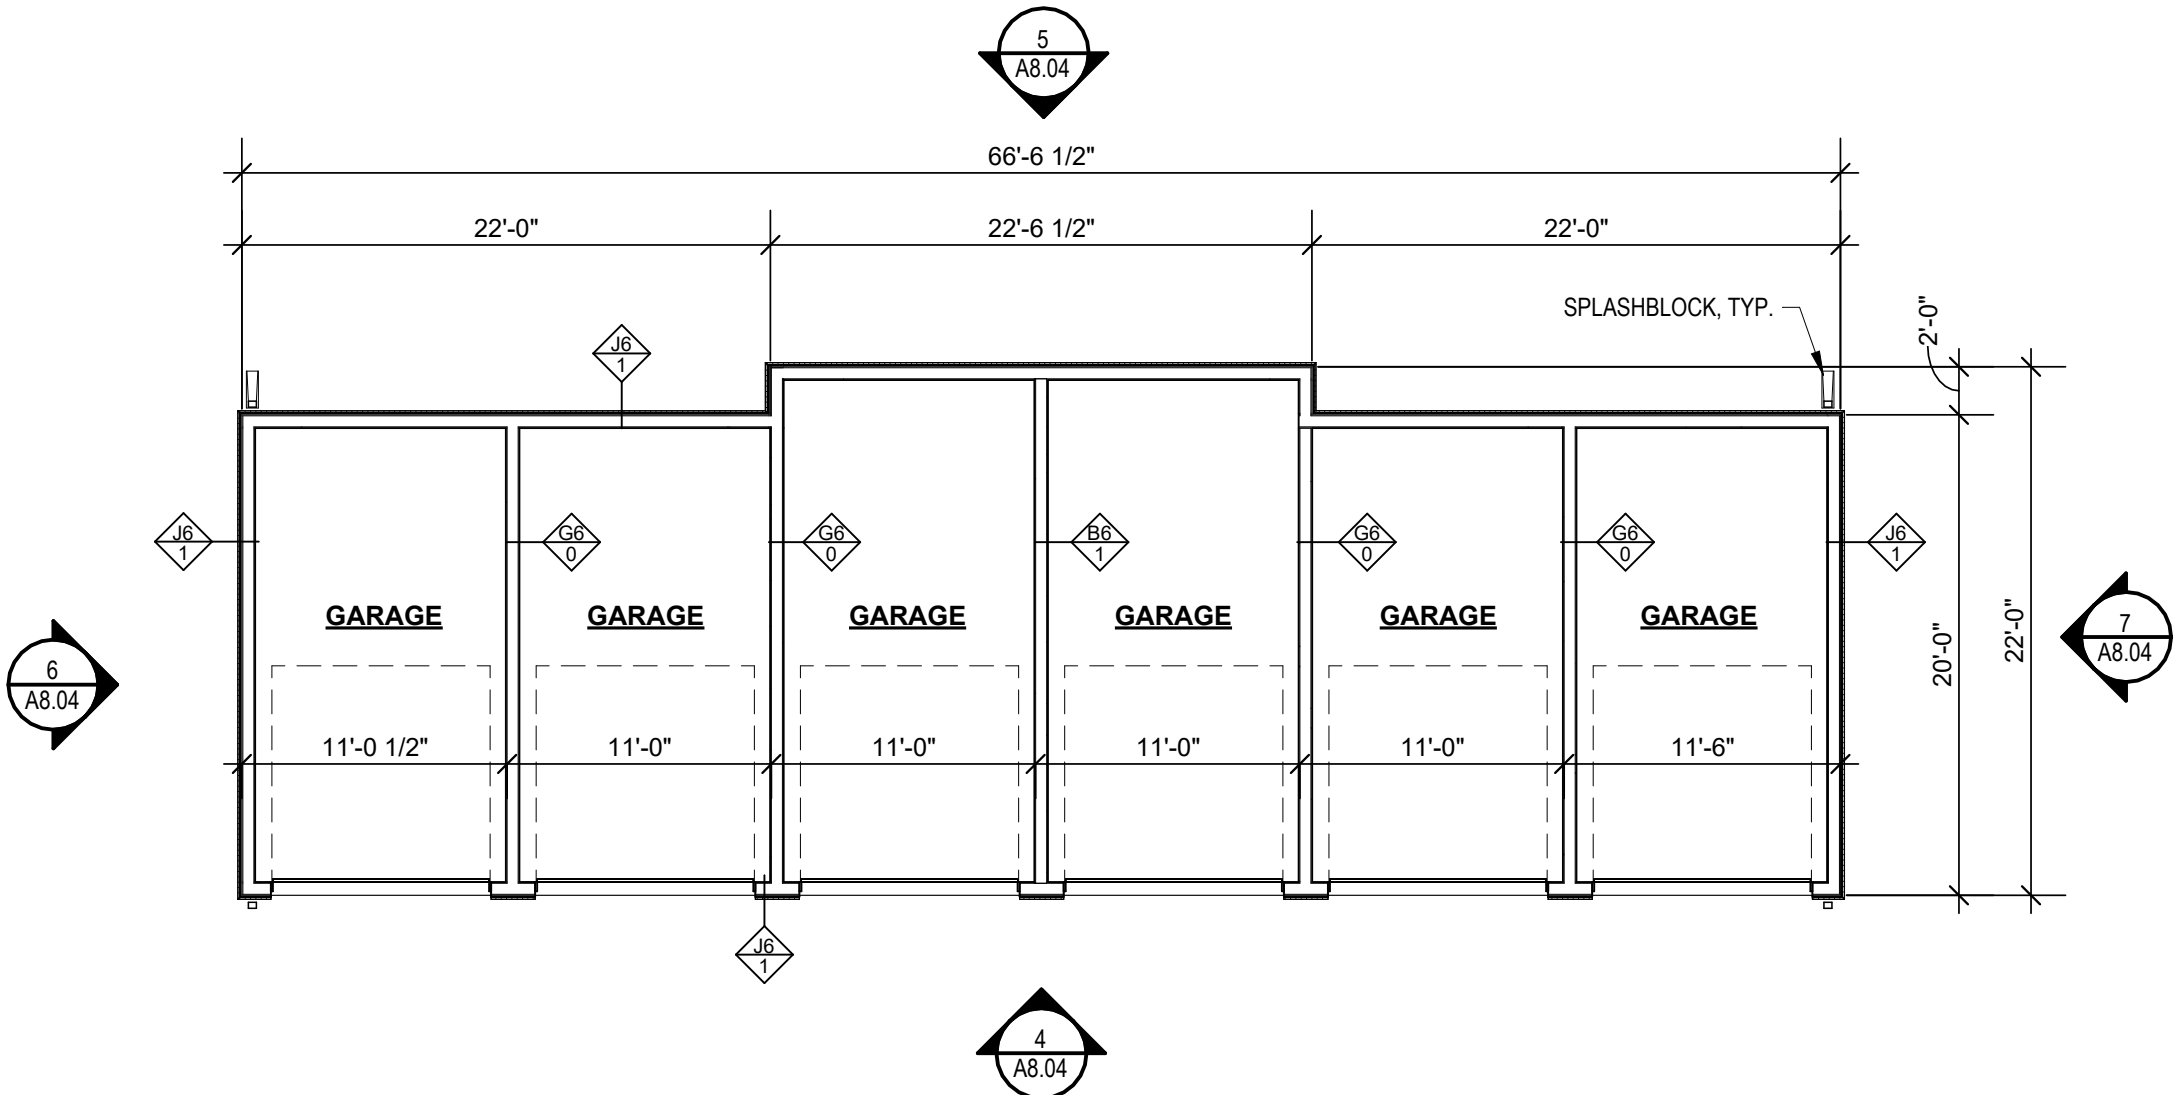 5
A8.04
66'-6 1/2"
22'-0"
22'-6 1/2"
22'-0"
SPLASHBLOCK, TYP.
2'-0"
J6
1
J6
1
G6
0
G6
0
B6
1
G6
0
G6
0
J6
1
GARAGE
GARAGE
GARAGE
GARAGE
GARAGE
GARAGE
6
A8.04
7
A8.04
20'-0"
22'-0"
11'-0 1/2"
11'-0"
11'-0"
11'-0"
11'-0"
11'-6"
J6
1
4
A8.04